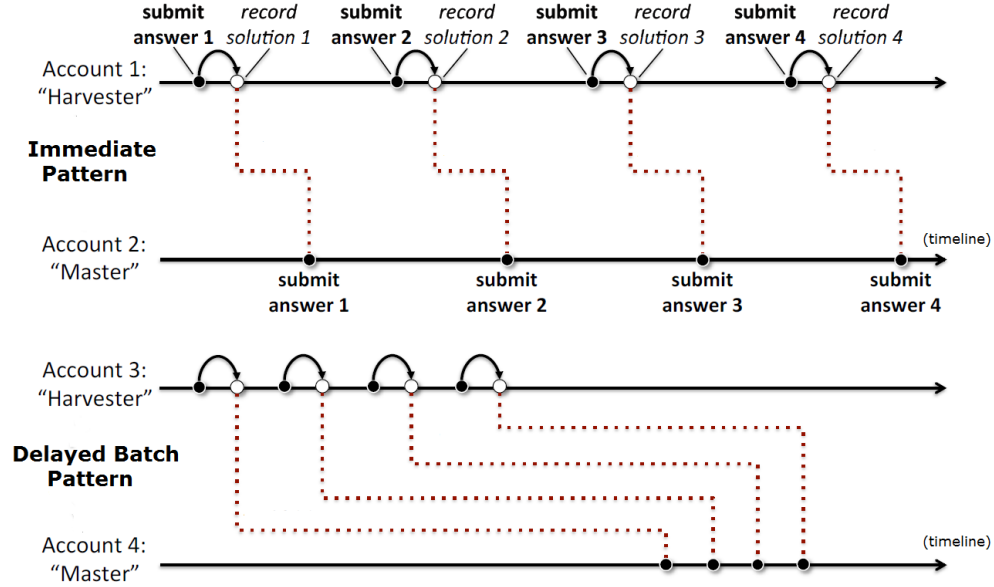 submit
answer 1
record
solution 1
submit
answer 2
record
solution 2
submit
answer 3
record
solution 3
submit
answer 4
record
solution 4
Account 1:
“Harvester”
Immediate
Pattern
Account 2:
“Master”
(timeline)
submit
answer 1
submit
answer 2
submit
answer 3
submit
answer 4
Account 3:
“Harvester”
Delayed Batch
Pattern
Account 4:
“Master”
(timeline)